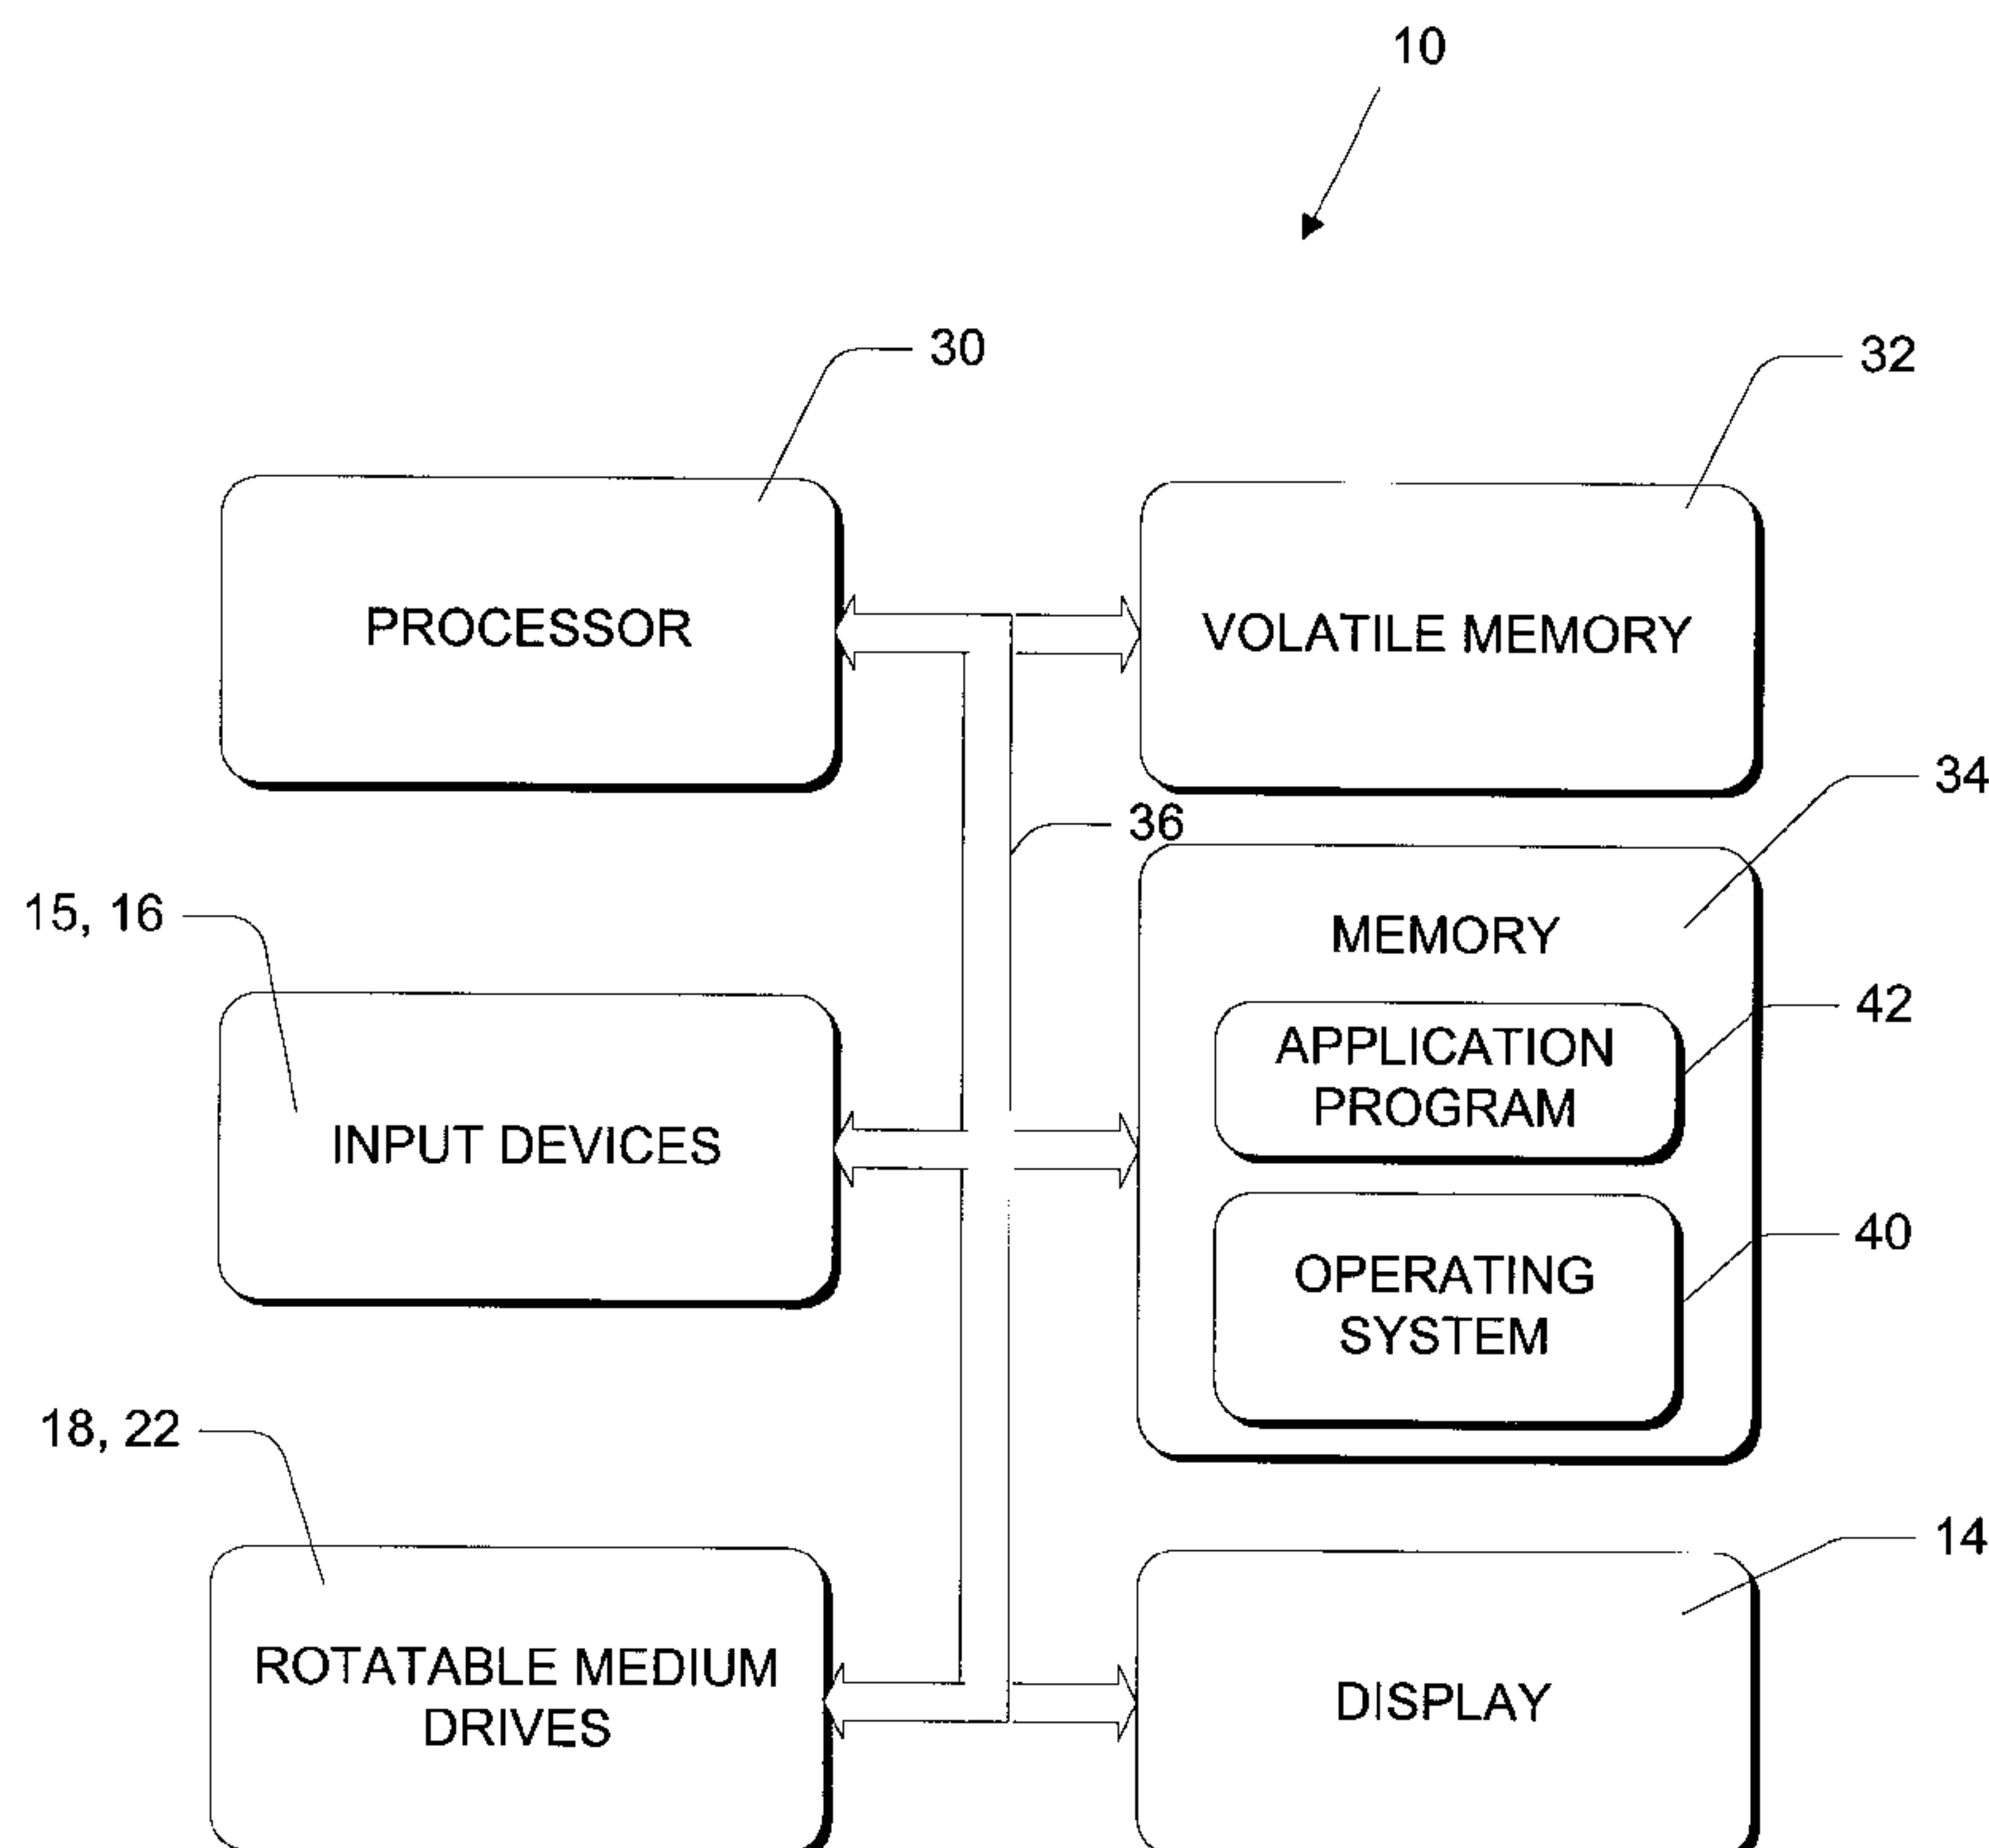 10
30
32
PROCESSOR
VOLATILE MEMORY
34
36
15, 16
MEMORY
42
APPLICATION
PROGRAM
INPUT DEVICES
40
OPERATING
SYSTEM
18, 22
14
ROTATABLE MEDIUM
DRIVES
DISPLAY